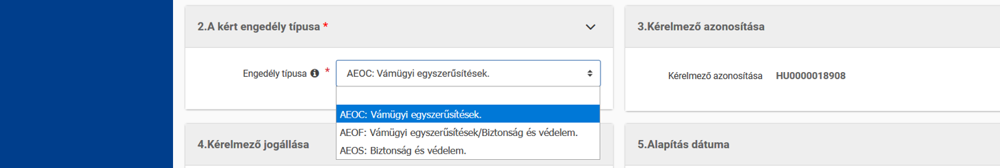 2.A kért engedély típusa *
Engedély típusa * AEOC: Vámügyi egyszerűsítések.
AEOC: Vámügyi egyszerűsítések.
AEOF: Vámügyi egyszerűsítések/Biztonság és védelem.
AEOS: Biztonság és védelem.
3.Kérelmező azonosítása
Kérelmező azonosítása HU0000018908
4.Kérelmező jogállása
5.Alapítás dátuma